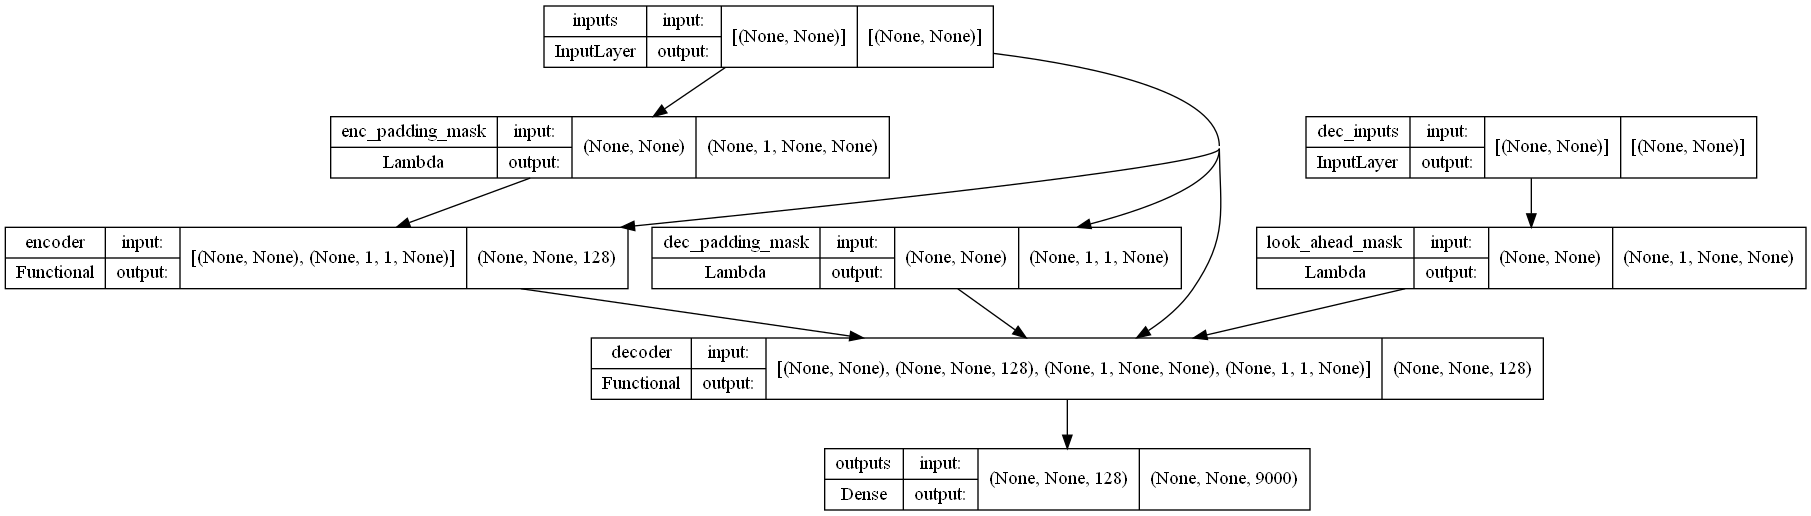 inputs input: [(None, None)] [(None, None)]
InputLayer output:
enc_padding_mask input: (None, None) (None, 1, None, None)
Lambda output:
dec_inputs input: [(None, None)] [(None, None)]
InputLayer output:
encoder input: [(None, None), (None, 1, 1, None)] (None, None, 128)
Functional output:
dec_padding_mask input: (None, None) (None, 1, 1, None)
Lambda output:
look_ahead_mask input: (None, None) (None, 1, None, None)
Lambda output:
decoder input: [(None, None), (None, None, 128), (None, 1, None, None), (None, 1, 1, None)] (None, None, 128)
Functional output:
outputs input: (None, None, 128) (None, None, 9000)
Dense output: